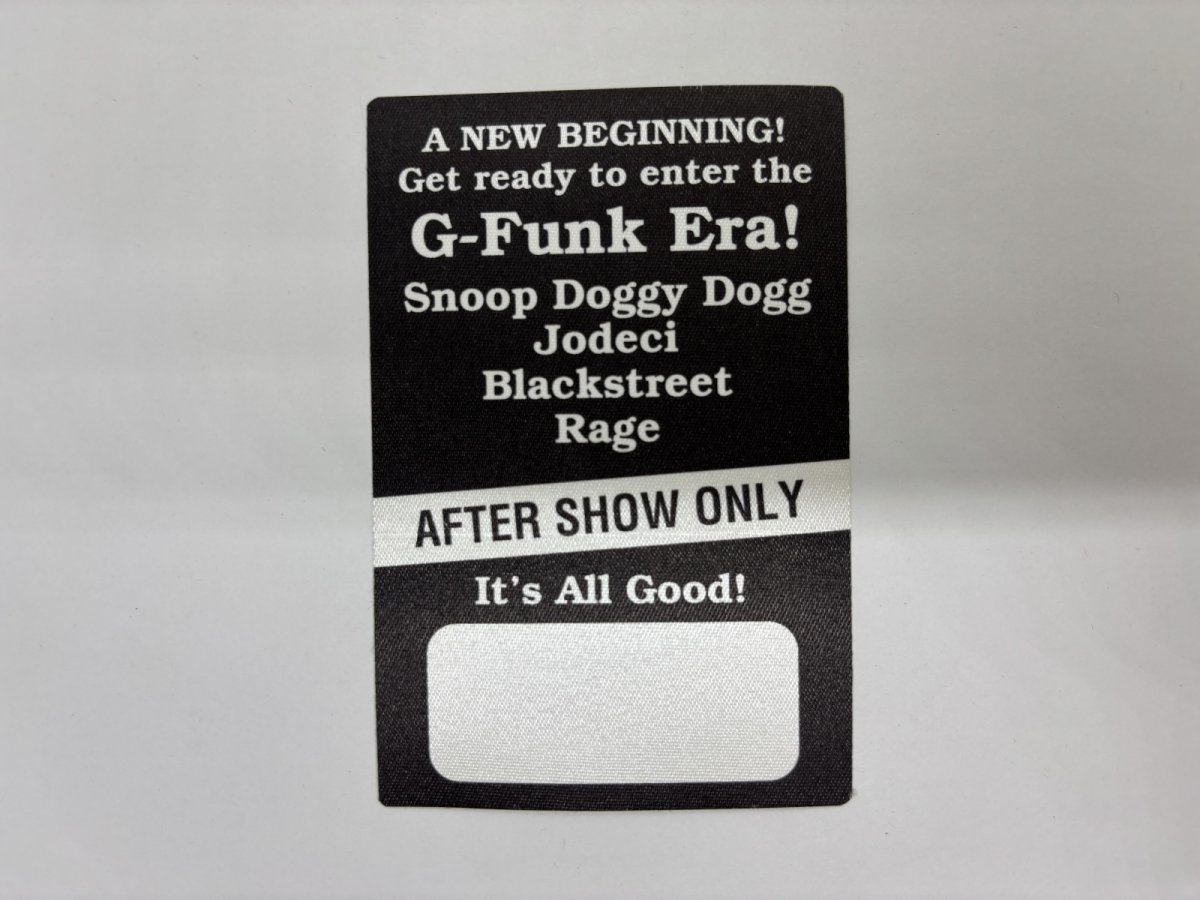 A NEW BEGINNING!
Get ready to enter the
G-Funk Era!
Snoop Doggy Dogg
Jodeci
Blackstreet
Rage
AFTER SHOW ONLY
It's All Good!